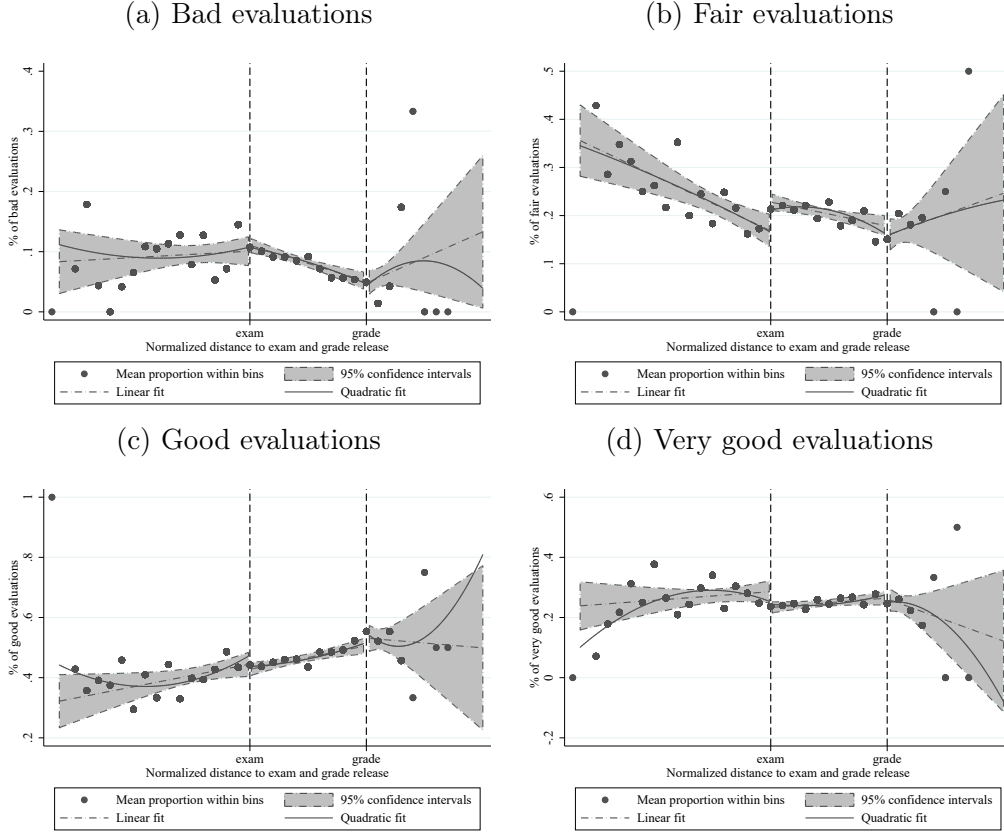 (a) Bad evaluations
% of bad evaluations
.4
.3
.2
.1
0
exam
grade
Normalized distance to exam and grade release
Mean proportion within bins
95% confidence intervals
Linear fit
Quadratic fit
(b) Fair evaluations
% of fair evaluations
.5
.4
.3
.2
.1
0
exam
grade
Normalized distance to exam and grade release
Mean proportion within bins
95% confidence intervals
Linear fit
Quadratic fit
(c) Good evaluations
% of good evaluations
1
.8
.6
.4
.2
exam
grade
Normalized distance to exam and grade release
Mean proportion within bins
95% confidence intervals
Linear fit
Quadratic fit
(d) Very good evaluations
% of very good evaluations
.6
.4
.2
0
-.2
exam
grade
Normalized distance to exam and grade release
Mean proportion within bins
95% confidence intervals
Linear fit
Quadratic fit